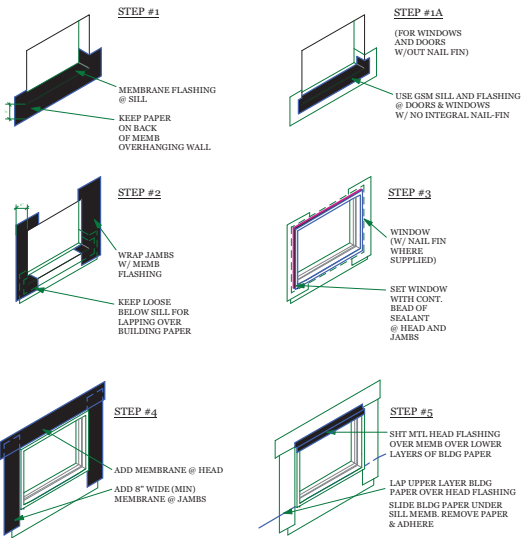 STEP #1
MEMBRANE FLASHING
@ SILL
KEEP PAPER
ON BACK
OF MEMB
OVERHANGING WALL
STEP #1A
(FOR WINDOWS
AND DOORS
W/OUT NAIL FIN)
USE GSM SILL AND FLASHING
@ DOORS & WINDOWS
W/ NO INTEGRAL NAIL-FIN
STEP #2
WRAP JAMBS
W/ MEMB
FLASHING
KEEP LOOSE
BELOW SILL FOR
LAPPING OVER
BUILDING PAPER
STEP #3
WINDOW
(W/ NAIL FIN
WHERE
SUPPLIED)
SET WINDOW
WITH CONT.
BEAD OF
SEALANT
@ HEAD AND
JAMBS
STEP #4
ADD MEMBRANE @ HEAD
ADD 8" WIDE (MIN)
MEMBRANE @ JAMBS
STEP #5
SHT MTL HEAD FLASHING
OVER MEMB OVER LOWER
LAYERS OF BLDG PAPER
LAP UPPER LAYER BLDG
PAPER OVER HEAD FLASHING
SLIDE BLDG PAPER UNDER
SILL MEMB. REMOVE PAPER
& ADHERE